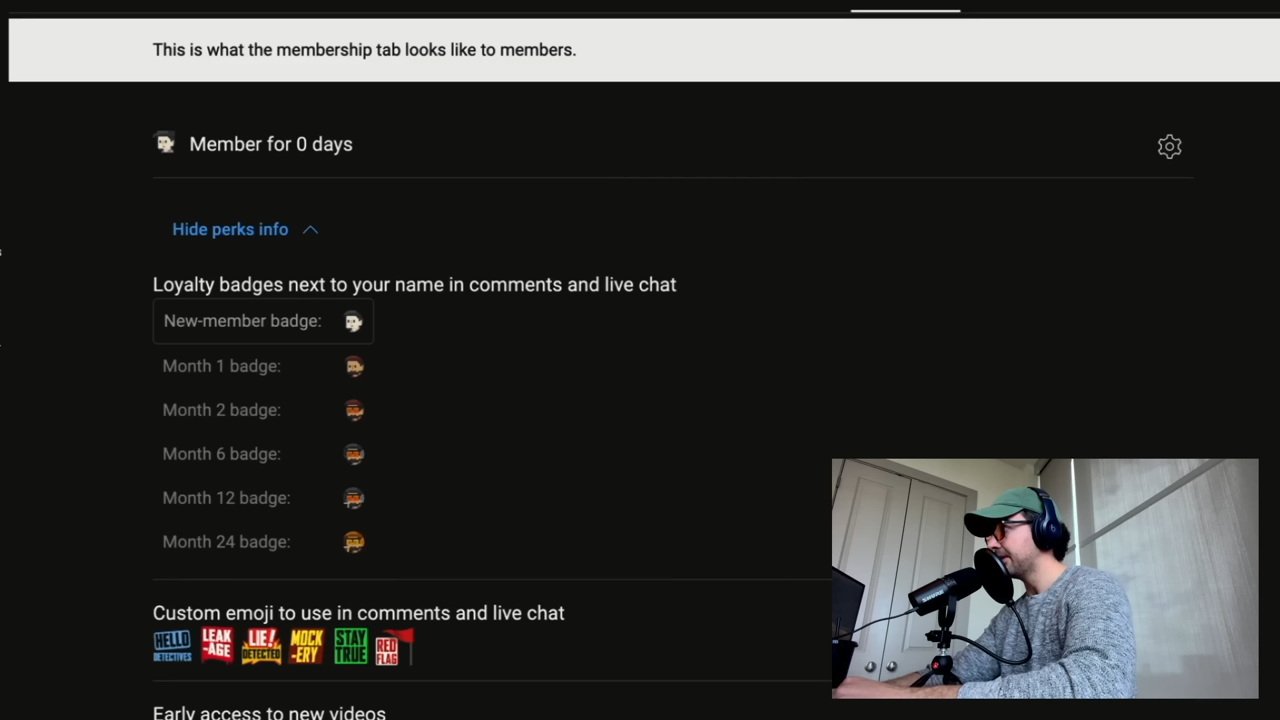 This is what the membership tab looks like to members.
Member for 0 days
Hide perks info
Loyalty badges next to your name in comments and live chat
New-member badge:
Month 1 badge:
Month 2 badge:
Month 6 badge:
Month 12 badge:
Month 24 badge:
Custom emoji to use in comments and live chat
HELLO DETECTIVES
LEAK-AGE
LIE! DETECTED
MOCK-ERY
STAY TRUE
RED FLAG
Early access to new videos
SHURE